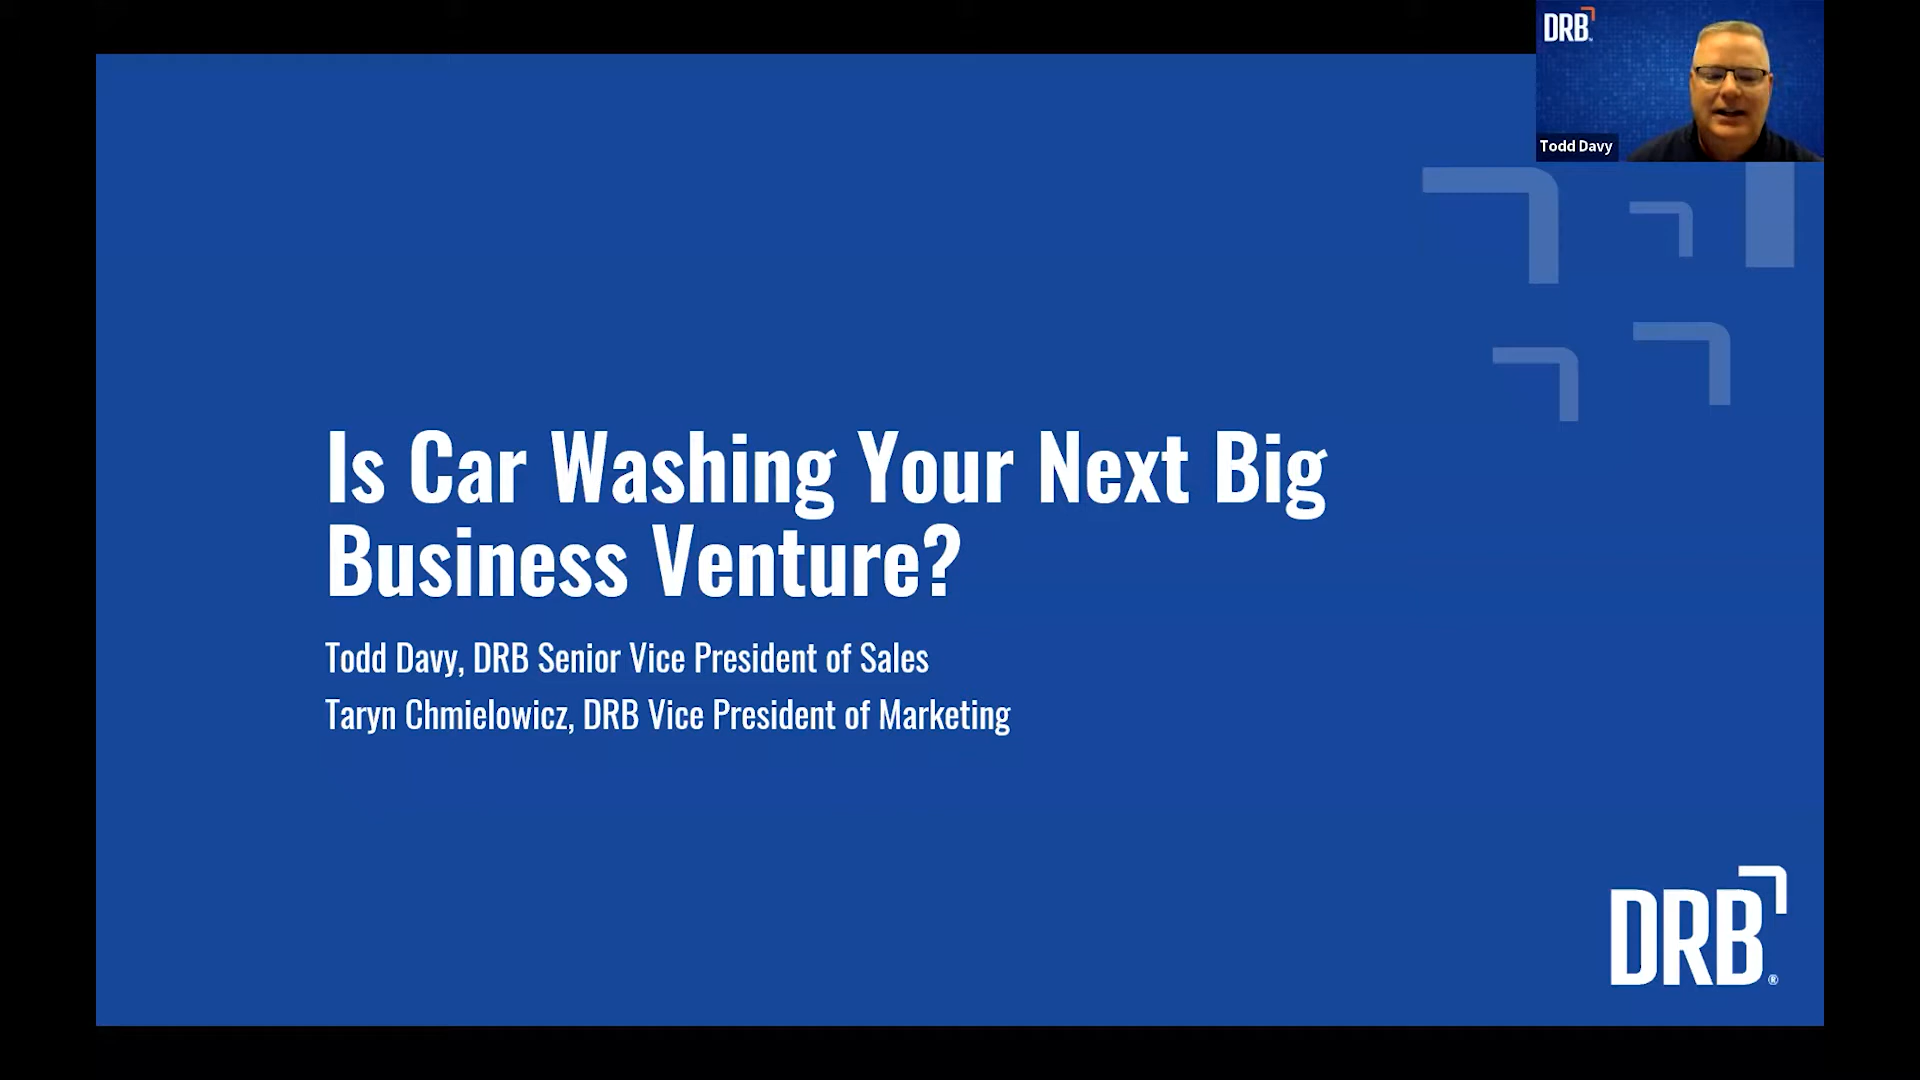 DRB
Todd Davy
Is Car Washing Your Next Big
Business Venture?
Todd Davy, DRB Senior Vice President of Sales
Taryn Chmielowicz, DRB Vice President of Marketing
DRB®